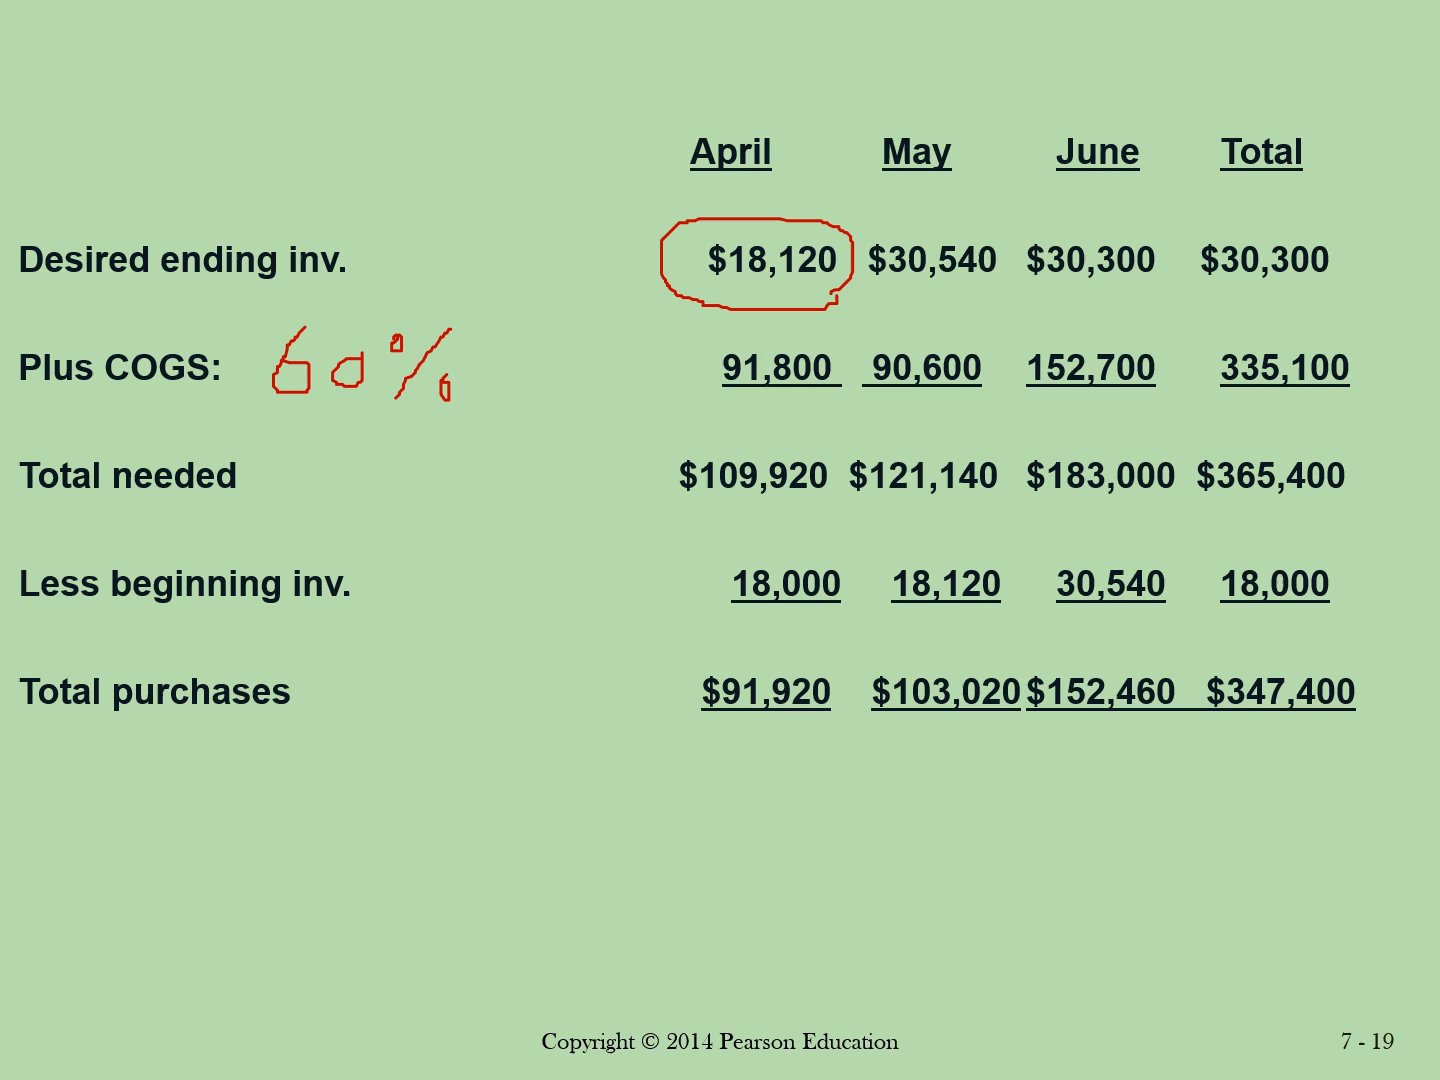 April May June Total
Desired ending inv. $18,120 $30,540 $30,300 $30,300
Plus COGS: 60% 91,800 90,600 152,700 335,100
Total needed $109,920 $121,140 $183,000 $365,400
Less beginning inv. 18,000 18,120 30,540 18,000
Total purchases $91,920 $103,020 $152,460 $347,400
Copyright © 2014 Pearson Education 7 - 19